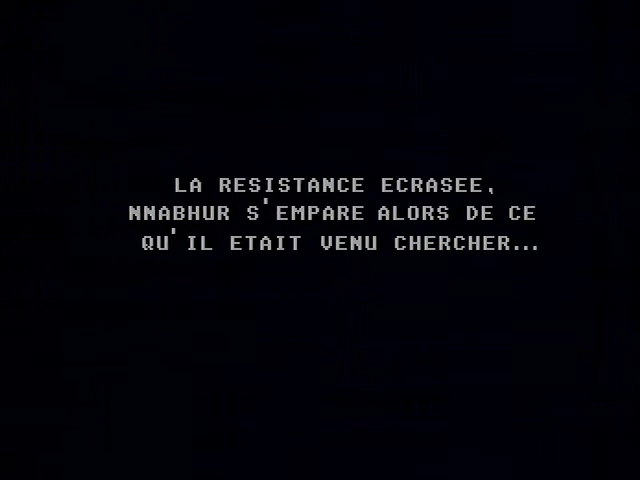 LA RESISTANCE ECRASEE,
NNABHUR S'EMPARE ALORS DE CE
QU'IL ETAIT VENU CHERCHER...